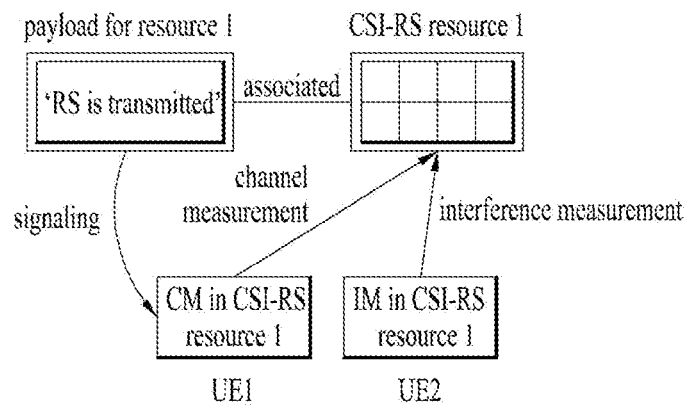 payload for resource 1
CSI-RS resource 1
'RS is transmitted'
associated
channel
measurement
signaling
interference measurement
CM in CSI-RS
resource 1
IM in CSI-RS
resource 1
UE1
UE2